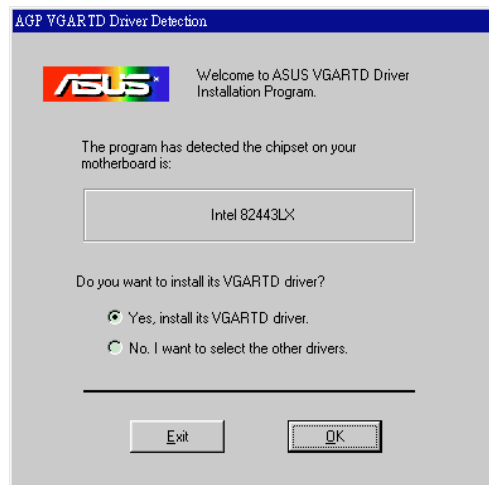 AGP VGARTD Driver Detection
ASUS
Welcome to ASUS VGARTD Driver
Installation Program.
The program has detected the chipset on your
motherboard is:
Intel 82443LX
Do you want to install its VGARTD driver?
Yes, install its VGARTD driver.
No. I want to select the other drivers.
Exit
OK